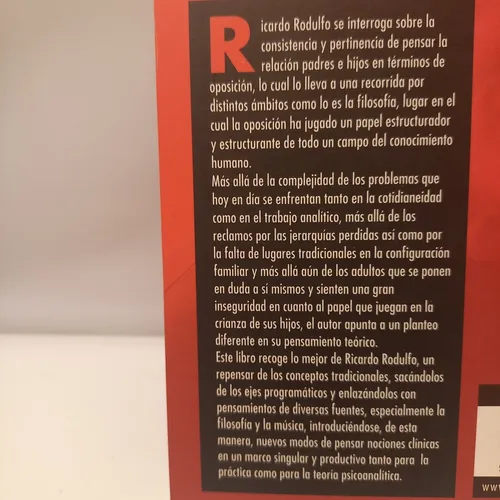 Ricardo Rodulfo se interroga sobre la
consistencia y pertinencia de pensar la
relación padres e hijos en términos de
oposición, lo cual lo lleva a una recorrida por
distintos ámbitos como lo es la filosofía, lugar en el
cual la oposición ha jugado un papel estructurador
y estructurante de todo un campo del conocimiento
humano.
Más allá de la complejidad de los problemas que
hoy en día se enfrentan tanto en la cotidianeidad
como en el trabajo analítico, más allá de los
reclamos por las jerarquías perdidas así como por
la falta de lugares tradicionales en la configuración
familiar y más allá aún de los adultos que se ponen
en duda a sí mismos y sienten una gran
inseguridad en cuanto al papel que juegan en la
crianza de sus hijos, el autor apunta a un planteo
diferente en su pensamiento teórico.
Este libro recoge lo mejor de Ricardo Rodulfo, un
repensar de los conceptos tradicionales, sacándolos
de los ejes programáticos y enlazándolos con
pensamientos de diversas fuentes, especialmente la
filosofía y la música, introduciéndose, de esta
manera, nuevos modos de pensar nociones clínicas
en un marco singular y productivo tanto para la
práctica como para la teoría psicoanalítica.